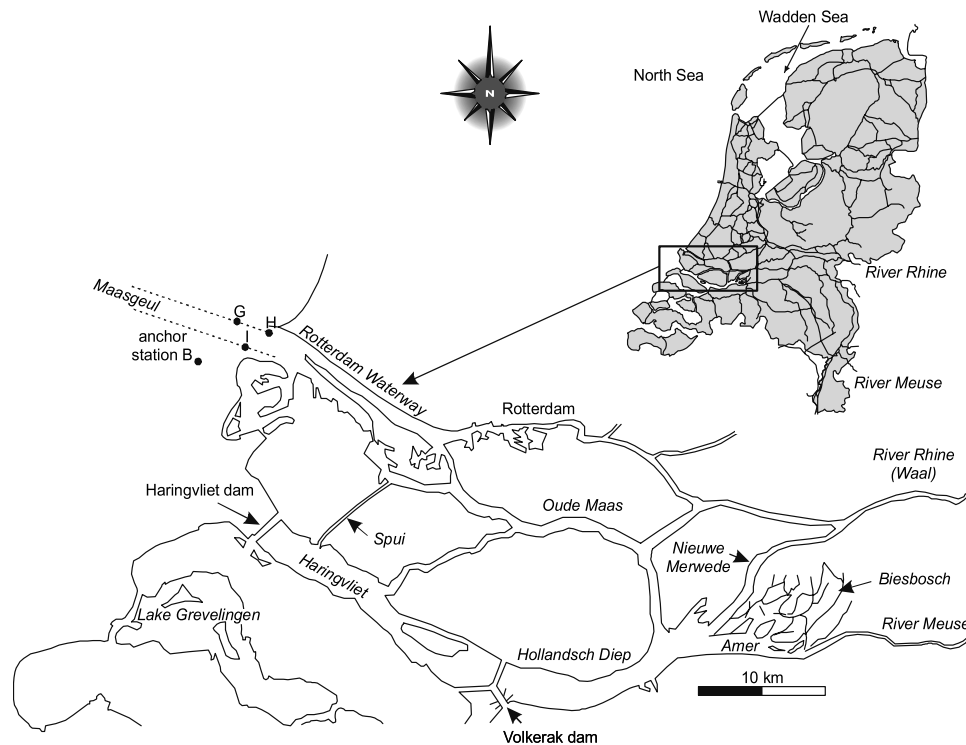 Wadden Sea
North Sea
N
River Rhine
River Meuse
Maasgeul
G
H
I
anchor
station B
Rotterdam Waterway
Rotterdam
River Rhine
(Waal)
Haringvliet dam
Oude Maas
Spui
Nieuwe
Merwede
Haringvliet
Biesbosch
Lake Grevelingen
River Meuse
Amer
Hollandsch Diep
10 km
Volkerak dam